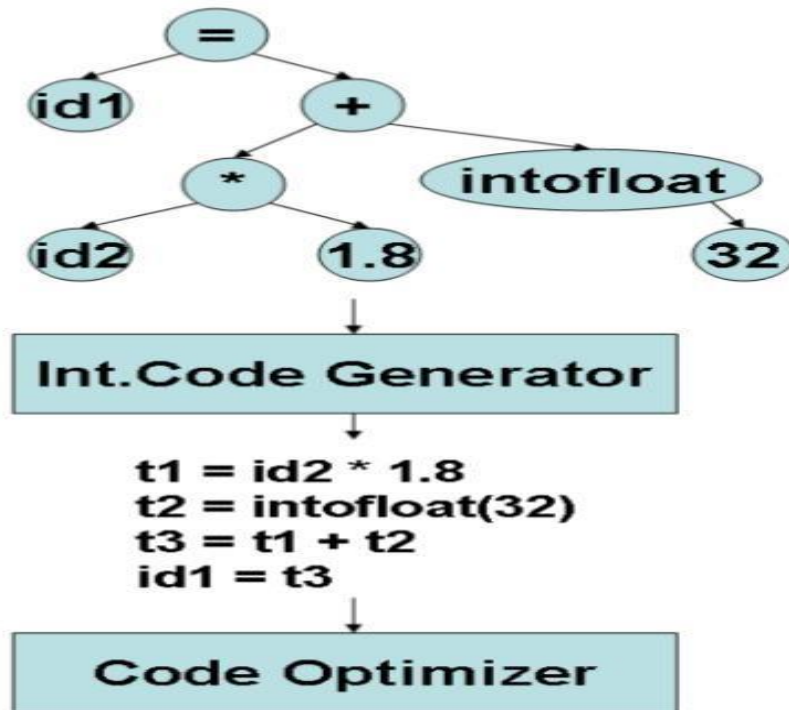 =
id1 +
* intofloat
id2 1.8 32
Int.Code Generator
t1 = id2 * 1.8
t2 = intofloat(32)
t3 = t1 + t2
id1 = t3
Code Optimizer